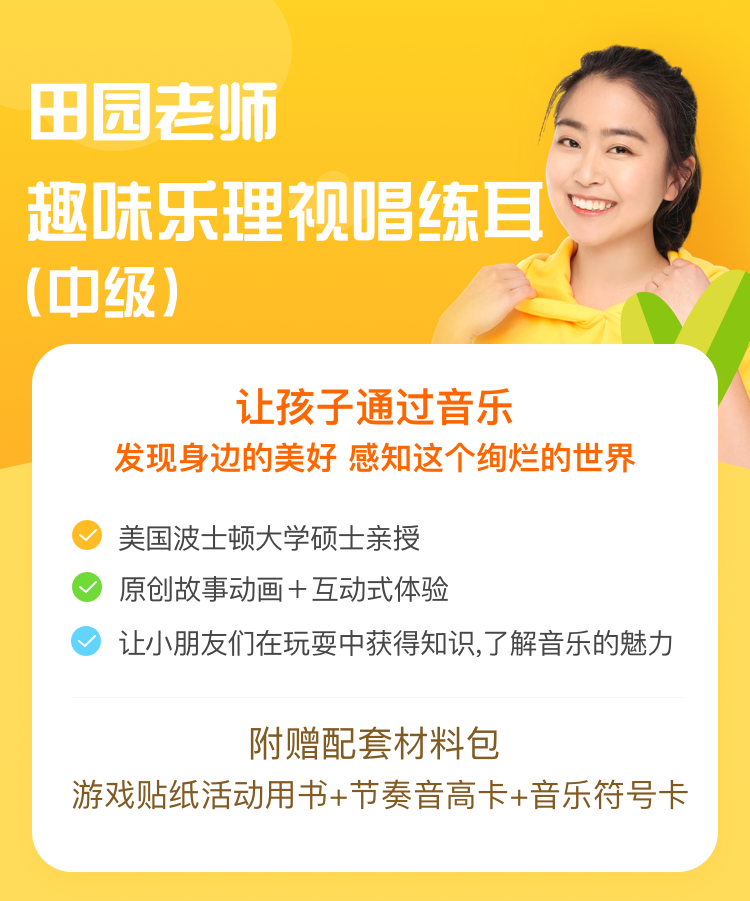 田园老师
趣味乐理视唱练耳
(中级)
让孩子通过音乐
发现身边的美好 感知这个绚烂的世界
美国波士顿大学硕士亲授
原创故事动画+互动式体验
让小朋友们在玩耍中获得知识,了解音乐的魅力
附赠配套材料包
游戏贴纸活动用书+节奏音高卡+音乐符号卡